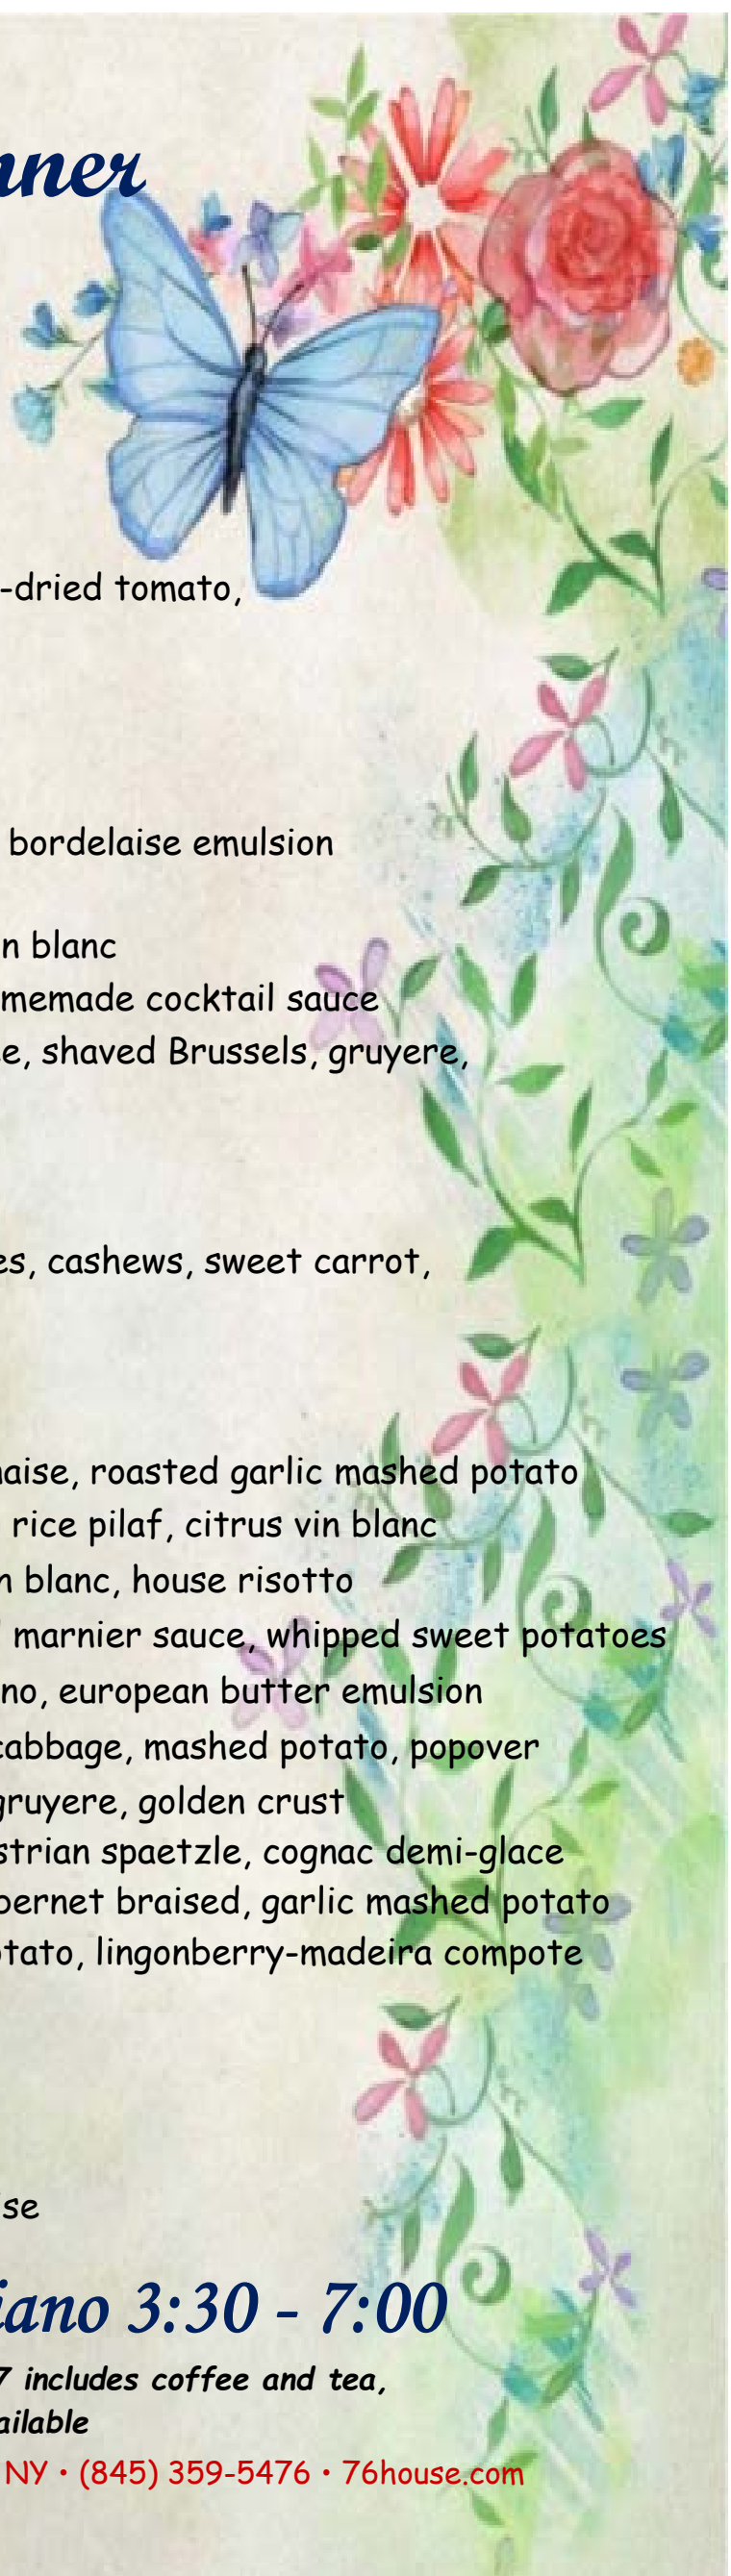 nner
-dried tomato,
bordelaise emulsion
n blanc
memade cocktail sauce
e, shaved Brussels, gruyere,
es, cashews, sweet carrot,
naise, roasted garlic mashed potato
rice pilaf, citrus vin blanc
n blanc, house risotto
marnier sauce, whipped sweet potatoes
no, european butter emulsion
cabbage, mashed potato, popover
gruyere, golden crust
strian spaetzle, cognac demi-glace
bernet braised, garlic mashed potato
otato, lingonberry-madeira compote
se
iano 3:30 - 7:00
7 includes coffee and tea,
ailable
NY • (845) 359-5476 • 76house.com